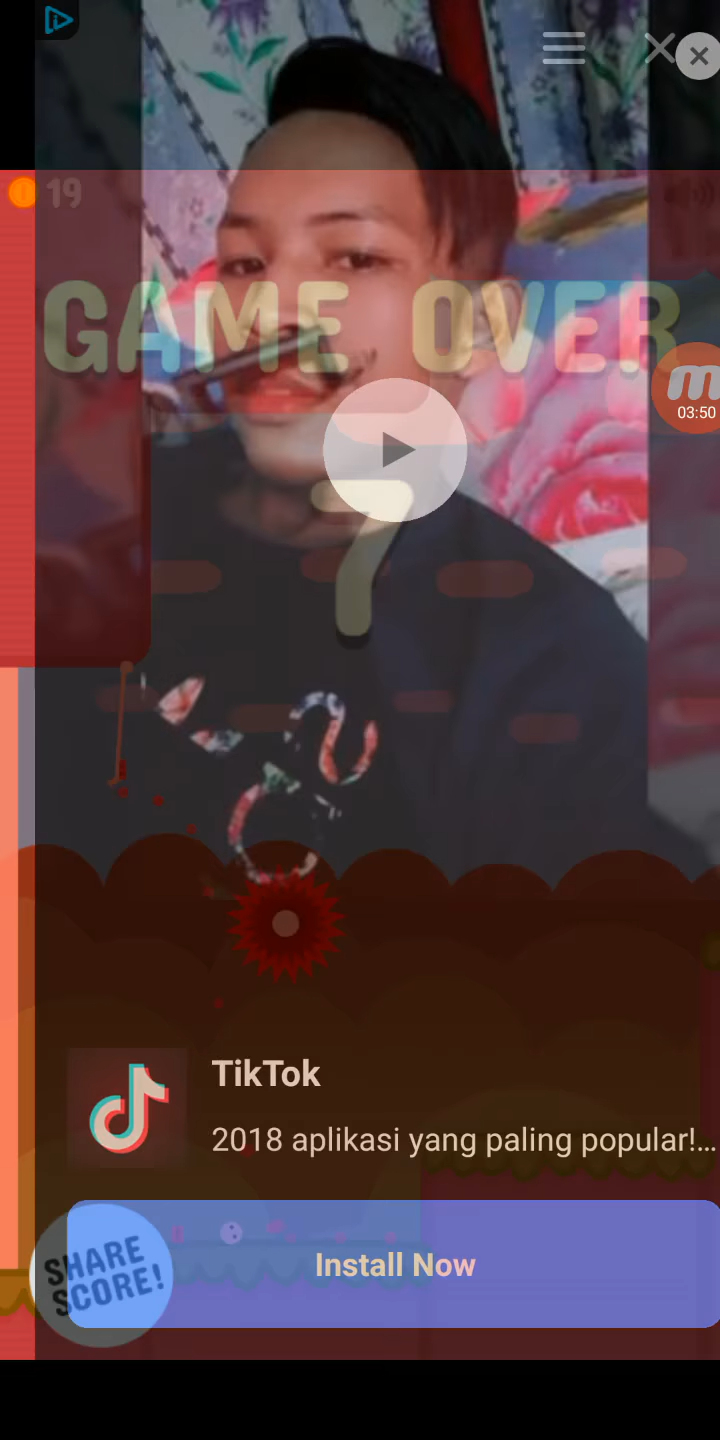 19
GAME OVER
03:50
7
TikTok
2018 aplikasi yang paling popular!...
Install Now
SHARE
SCORE!